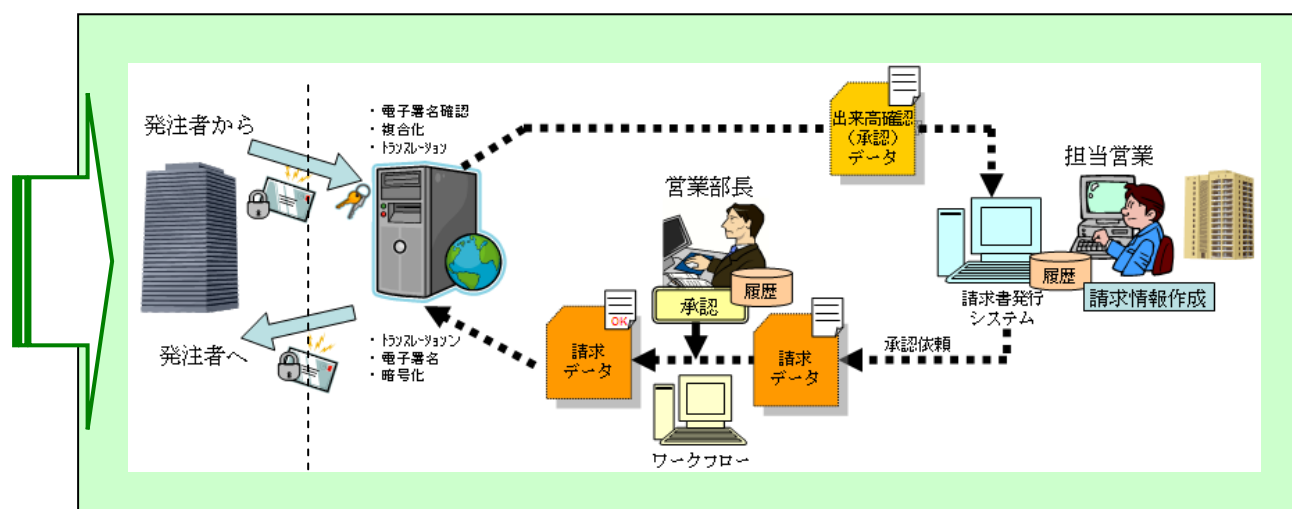 発注者から
・電子署名確認
・複合化
・ﾄﾗﾝｽﾚｰｼｮﾝ
出来高確認
(承認)
データ
担当営業
営業部長
履歴
承認
履歴
請求情報作成
請求書発行
システム
発注者へ
・ﾄﾗﾝｽﾚｰｼｮﾝン
・電子署名
・暗号化
OK
請求
データ
請求
データ
承認依頼
ワークフロー